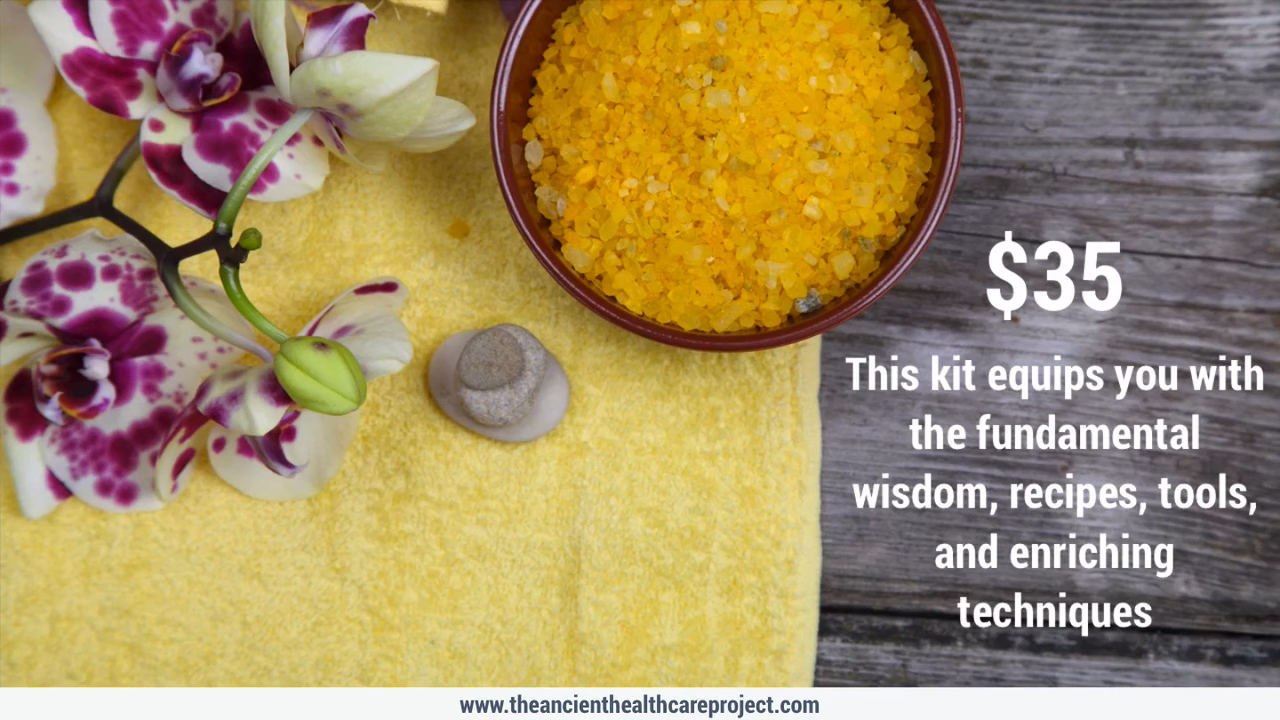 $35
This kit equips you with
the fundamental
wisdom, recipes, tools,
and enriching
techniques
www.theancienthealthcareproject.com